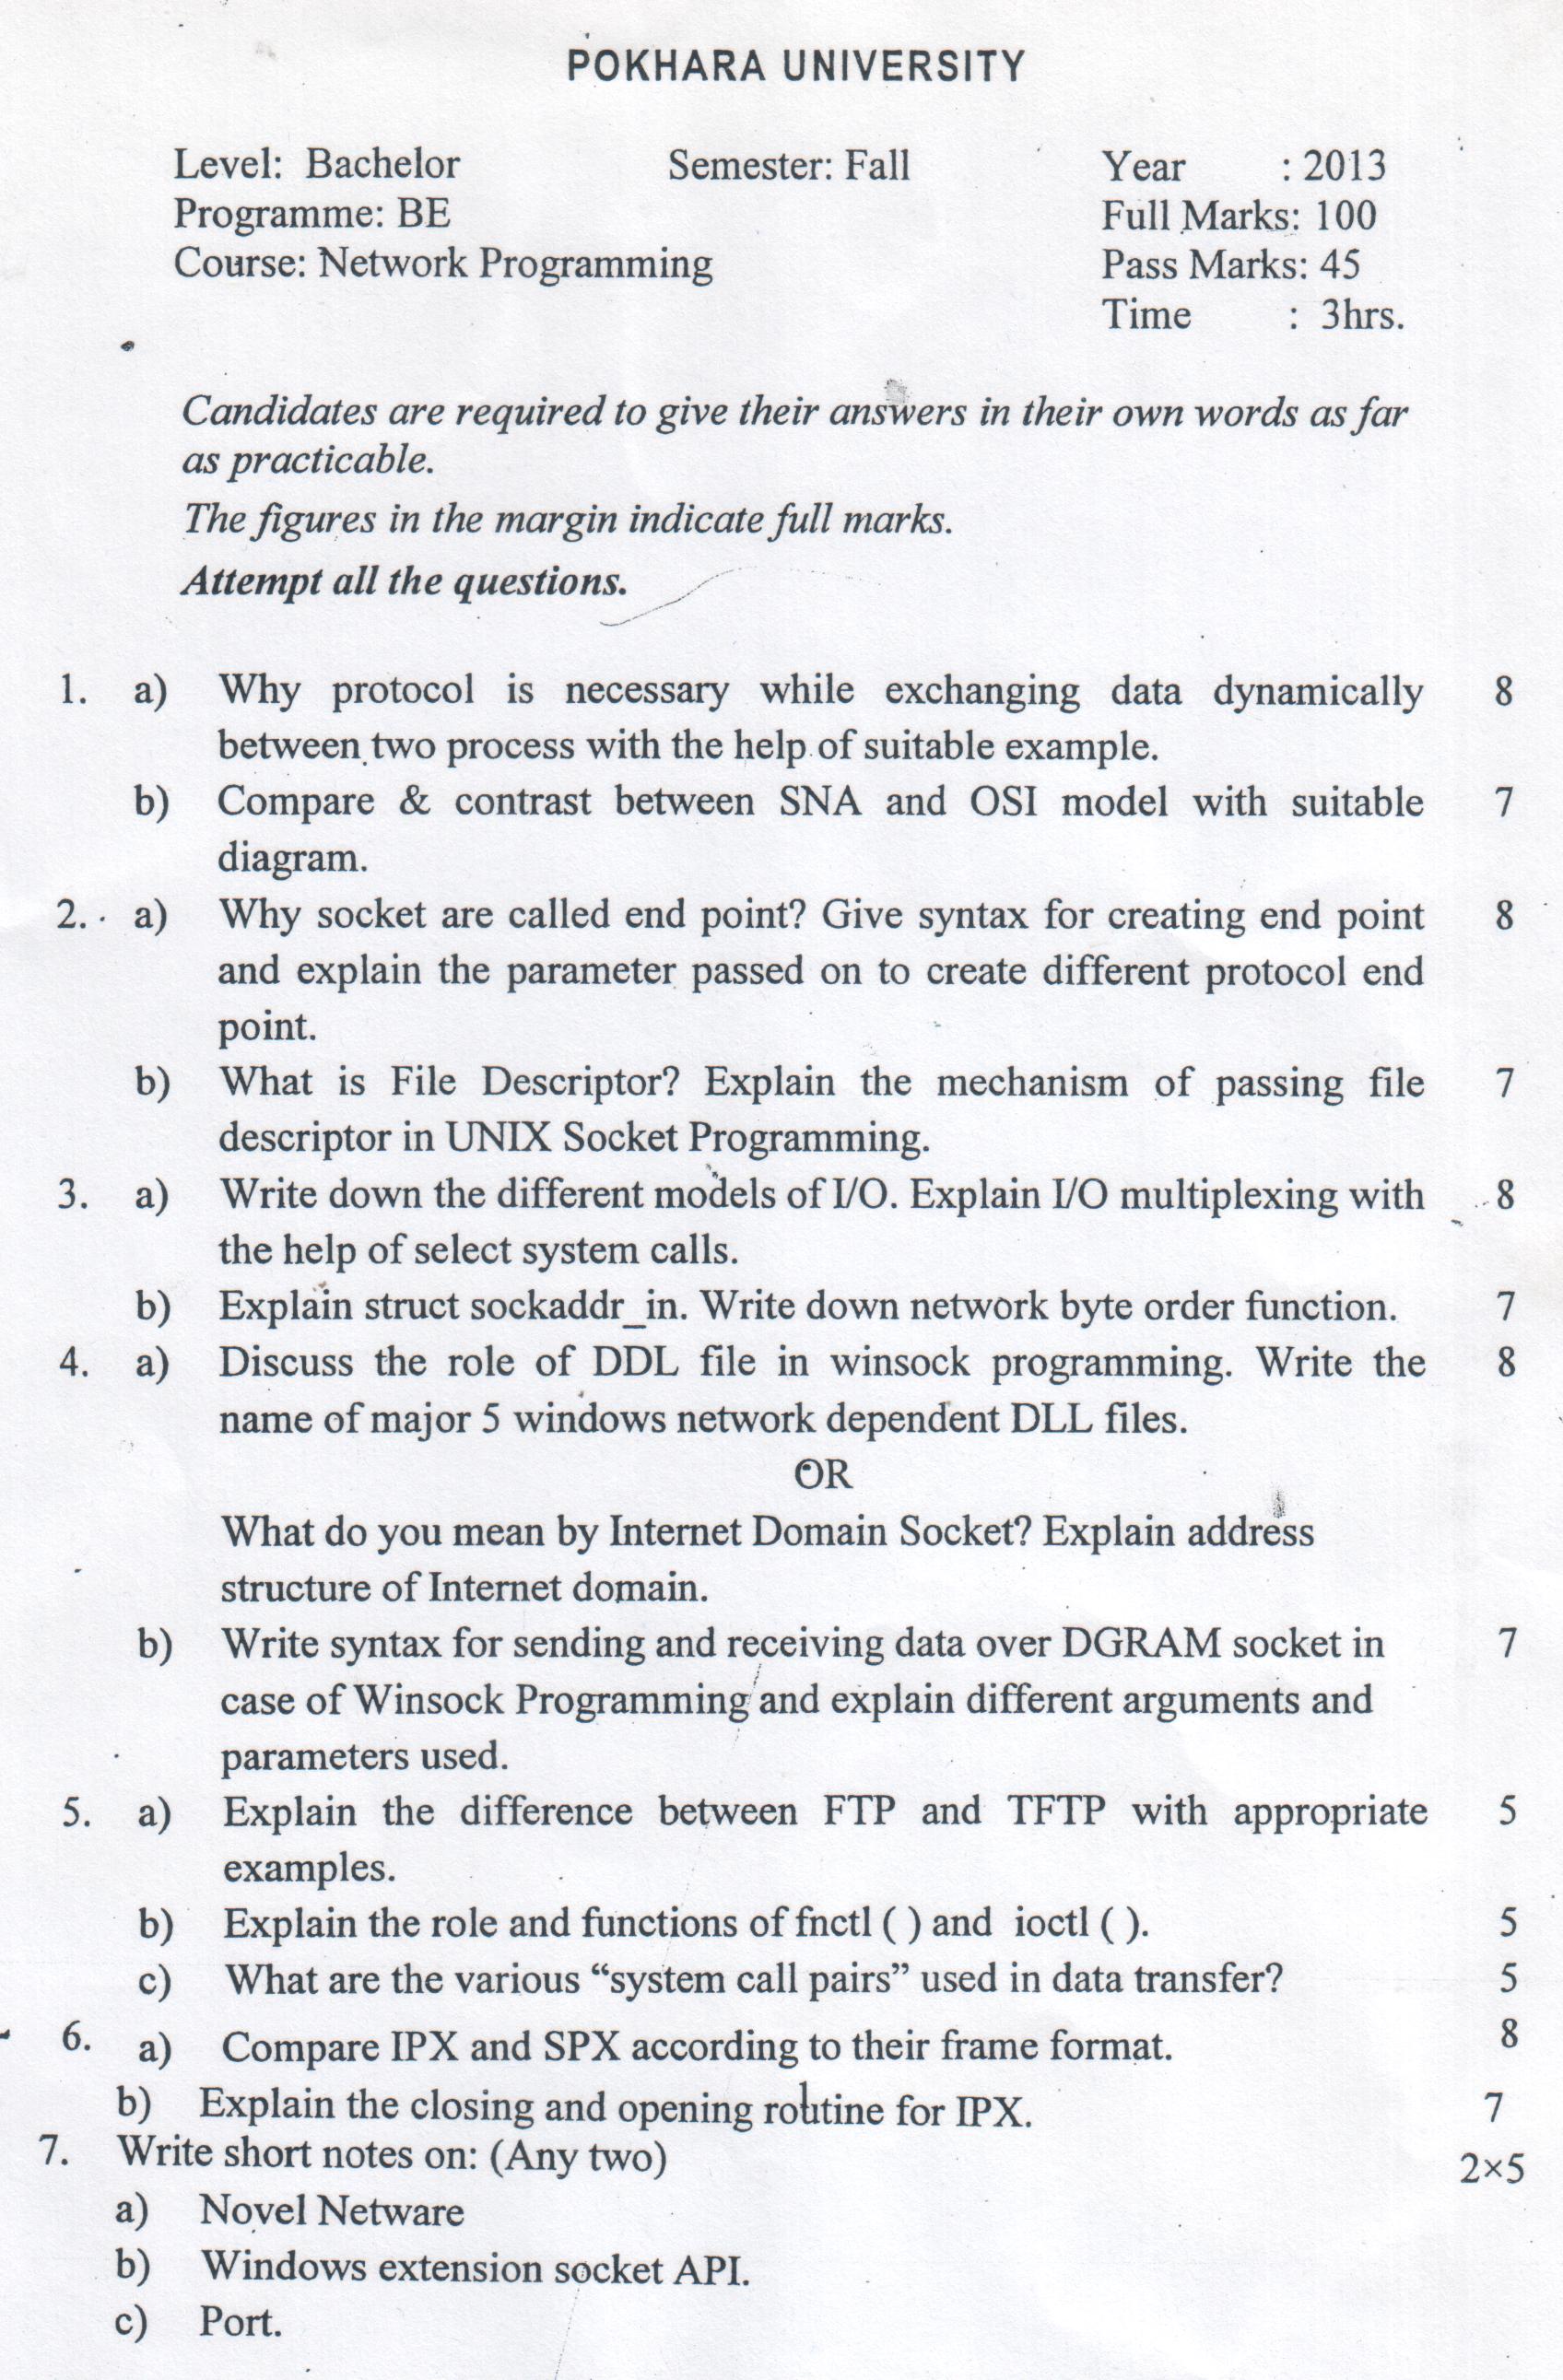 POKHARA UNIVERSITY
Level: Bachelor Semester: Fall Year : 2013
Programme: BE Full Marks: 100
Course: Network Programming Pass Marks: 45
Time : 3hrs.
Candidates are required to give their answers in their own words as far
as practicable.
The figures in the margin indicate full marks.
Attempt all the questions.
1. a) Why protocol is necessary while exchanging data dynamically 8
between two process with the help of suitable example.
b) Compare & contrast between SNA and OSI model with suitable 7
diagram.
2. a) Why socket are called end point? Give syntax for creating end point 8
and explain the parameter passed on to create different protocol end
point.
b) What is File Descriptor? Explain the mechanism of passing file 7
descriptor in UNIX Socket Programming.
3. a) Write down the different models of I/O. Explain I/O multiplexing with 8
the help of select system calls.
b) Explain struct sockaddr_in. Write down network byte order function. 7
4. a) Discuss the role of DDL file in winsock programming. Write the 8
name of major 5 windows network dependent DLL files.
OR
What do you mean by Internet Domain Socket? Explain address
structure of Internet domain.
b) Write syntax for sending and receiving data over DGRAM socket in 7
case of Winsock Programming and explain different arguments and
parameters used.
5. a) Explain the difference between FTP and TFTP with appropriate 5
examples.
b) Explain the role and functions of fnctl ( ) and ioctl ( ). 5
c) What are the various “system call pairs” used in data transfer? 5
6. a) Compare IPX and SPX according to their frame format. 8
b) Explain the closing and opening routine for IPX. 7
7. Write short notes on: (Any two) 2×5
a) Novel Netware
b) Windows extension socket API.
c) Port.